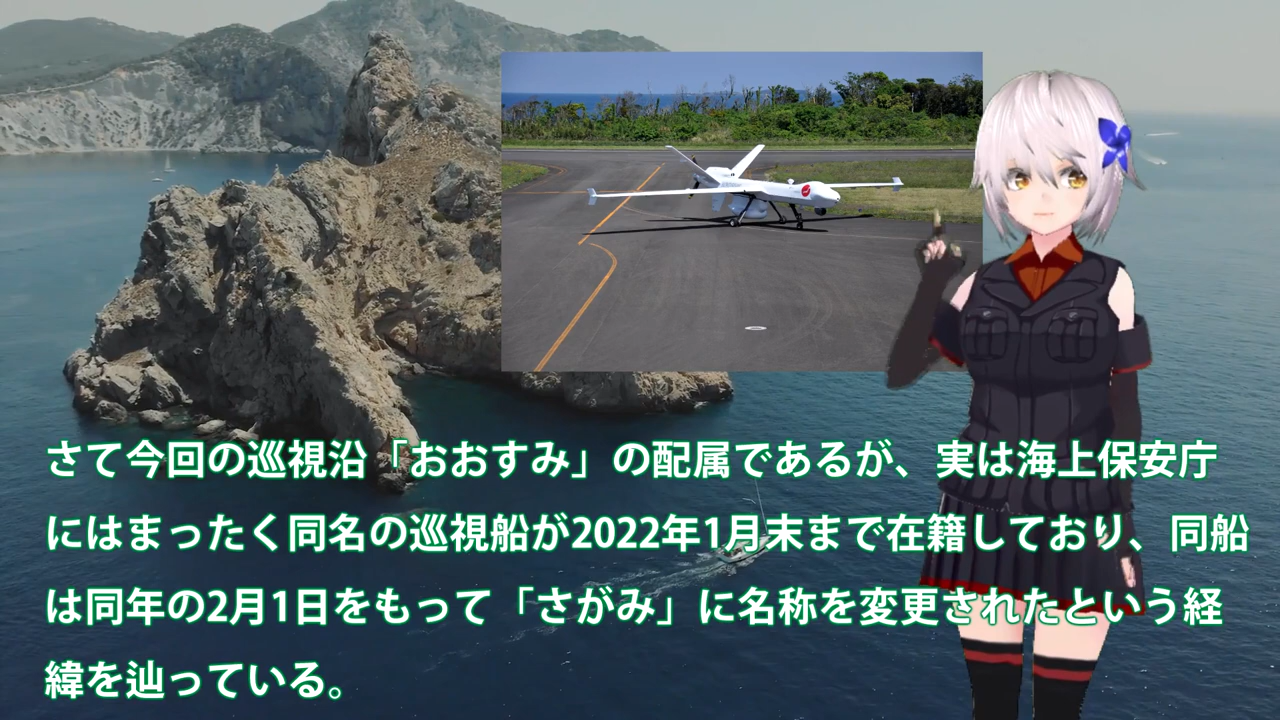 さて今回の巡視沿「おおすみ」の配属であるが、実は海上保安庁
にはまったく同名の巡視船が2022年1月末まで在籍しており、同船
は同年の2月1日をもって「さがみ」に名称を変更されたという経
緯を辿っている。